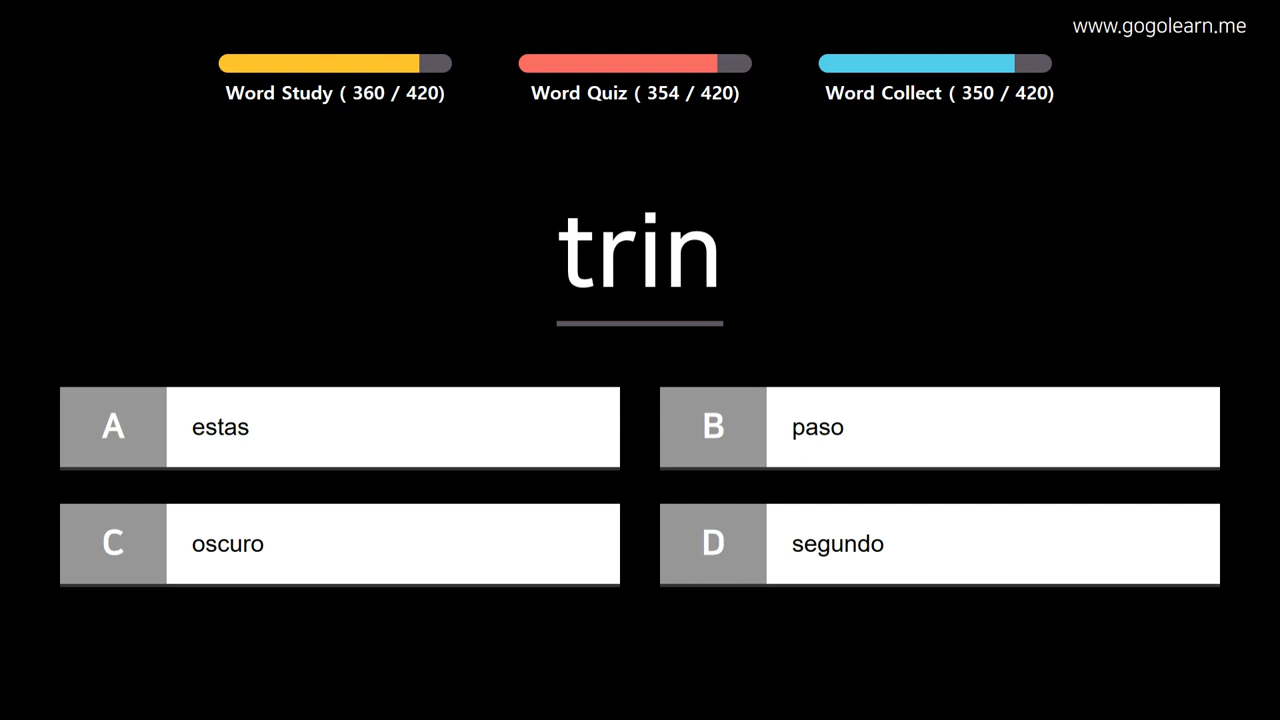 www.gogolearn.me
Word Study ( 360 / 420)
Word Quiz ( 354 / 420)
Word Collect ( 350 / 420)
trin
A estas
B paso
C oscuro
D segundo